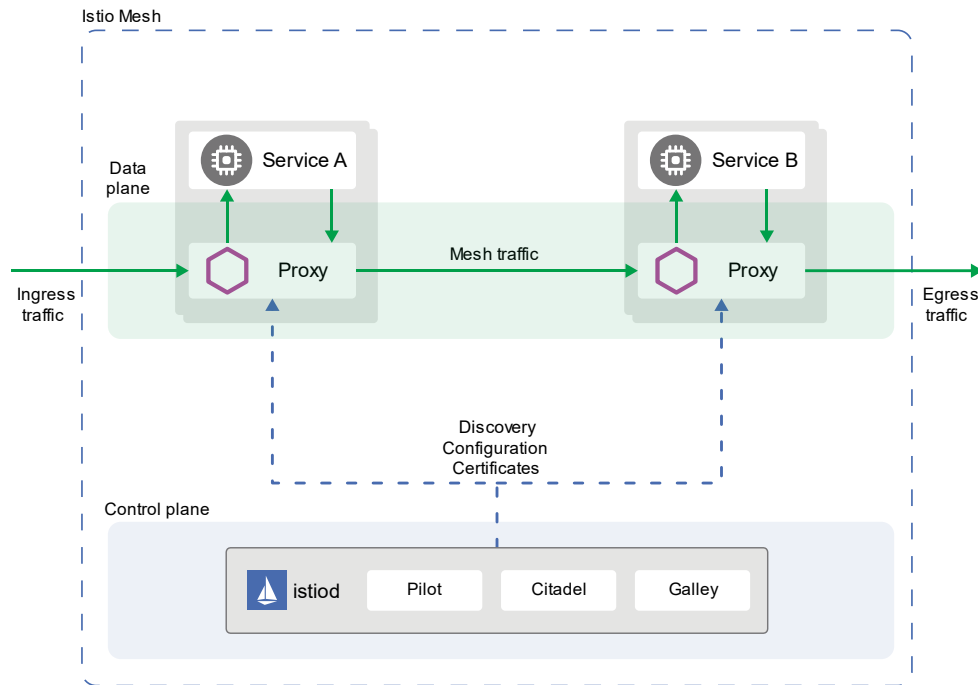 Istio Mesh
Data
plane
Service A
Service B
Ingress
traffic
Proxy
Mesh traffic
Proxy
Egress
traffic
Discovery
Configuration
Certificates
Control plane
istiod
Pilot
Citadel
Galley